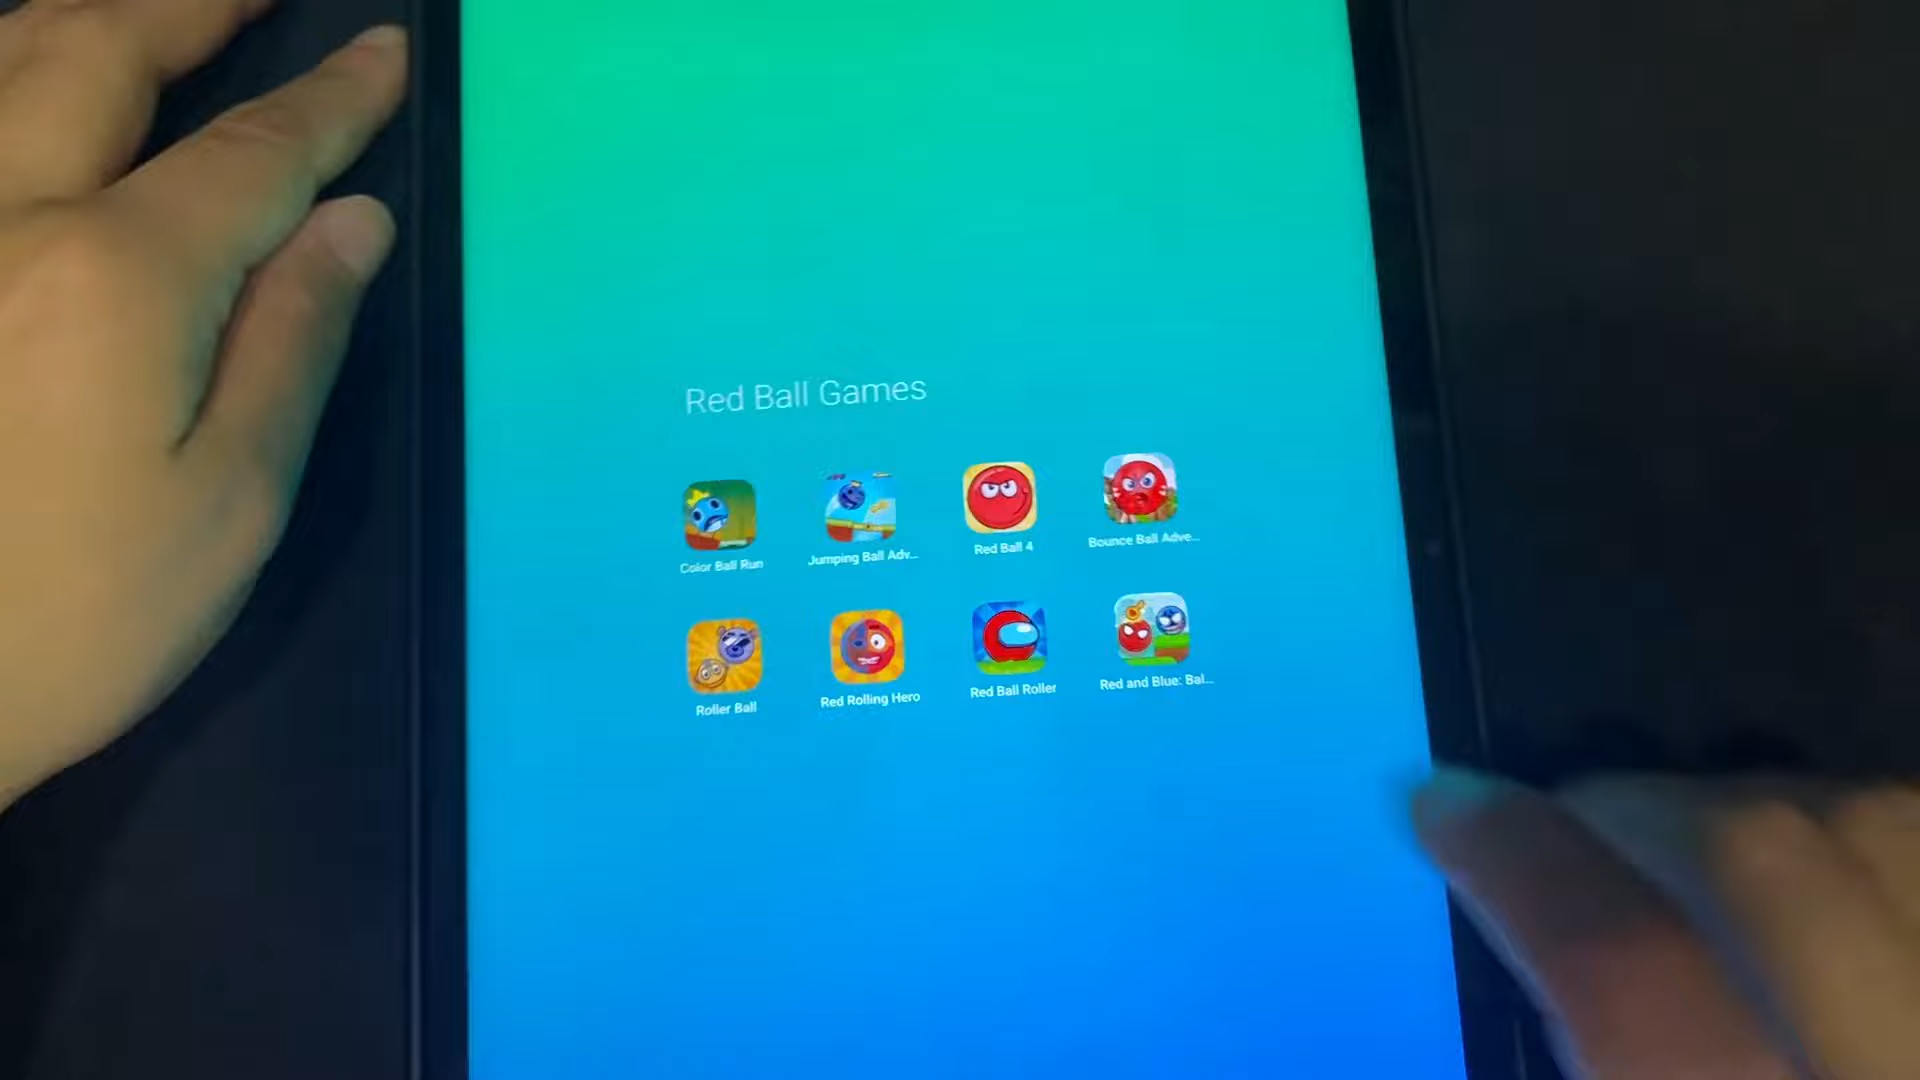 Red Ball Games
Color Ball Run
Jumping Ball Adv...
Red Ball 4
Bounce Ball Adve...
Roller Ball
Red Rolling Hero
Red Ball Roller
Red and Blue: Bal...